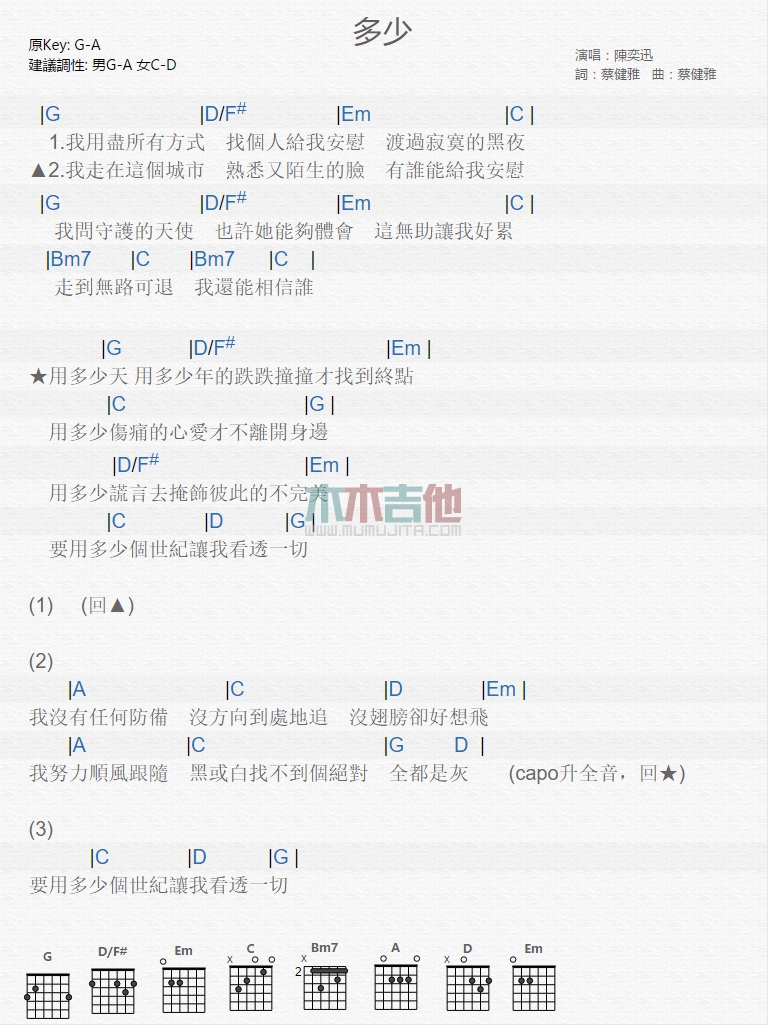 多少
原Key: G-A
建議調性: 男G-A 女C-D
演唱：陳奕迅
詞：蔡健雅 曲：蔡健雅
|G |D/F# |Em |C |
1.我用盡所有方式 找個人給我安慰 渡過寂寞的黑夜
▲2.我走在這個城市 熟悉又陌生的臉 有誰能給我安慰
|G |D/F# |Em |C |
我問守護的天使 也許她能夠體會 這無助讓我好累
|Bm7 |C |Bm7 |C |
走到無路可退 我還能相信誰
|G |D/F# |Em |
★用多少天 用多少年的跌跌撞撞才找到終點
|C |G |
用多少傷痛的心愛才不離開身邊
|D/F# |Em |
用多少謊言去掩飾彼此的不完美
木木吉他
WWW.MUMUJITA.COM
|C |D |G |
要用多少個世紀讓我看透一切
(1) (回▲)
(2)
|A |C |D |Em |
我沒有任何防備 沒方向到處地追 沒翅膀卻好想飛
|A |C |G D |
我努力順風跟隨 黑或白找不到個絕對 全都是灰 (capo升全音，回★)
(3)
|C |D |G |
要用多少個世紀讓我看透一切
G D/F# Em C Bm7 A D Em
x x x
2